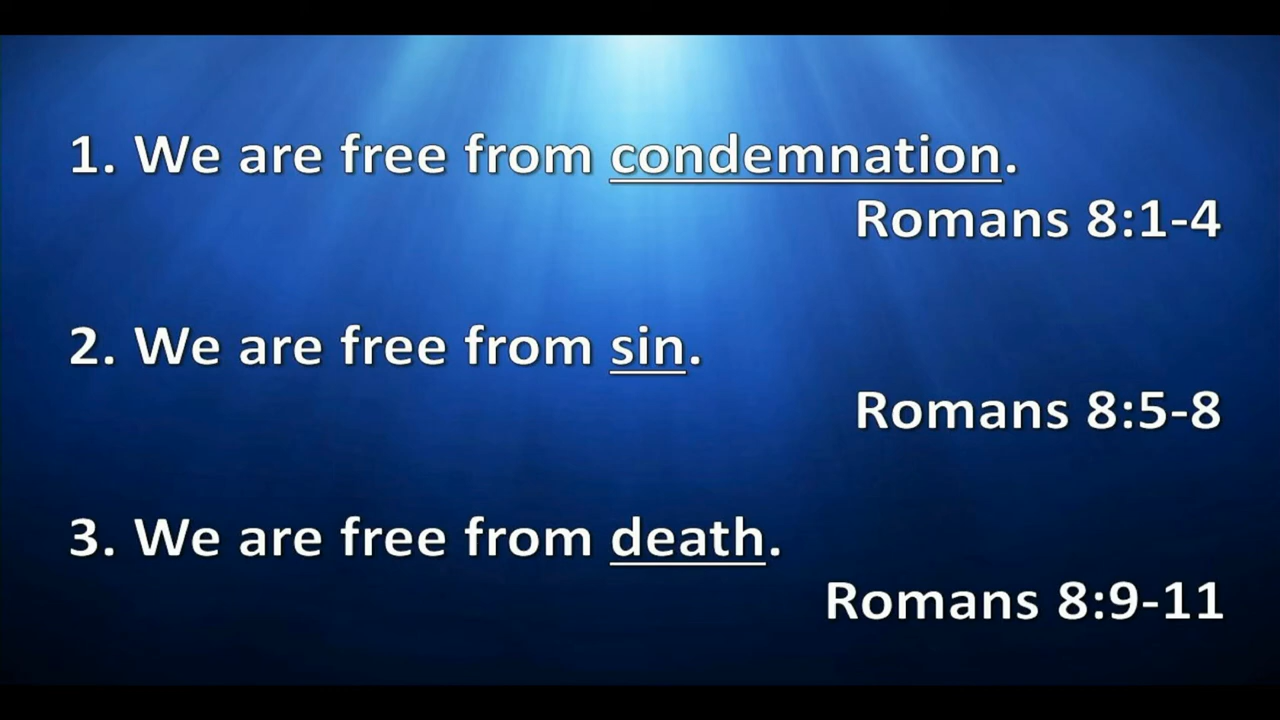 1. We are free from condemnation.
Romans 8:1-4
2. We are free from sin.
Romans 8:5-8
3. We are free from death.
Romans 8:9-11